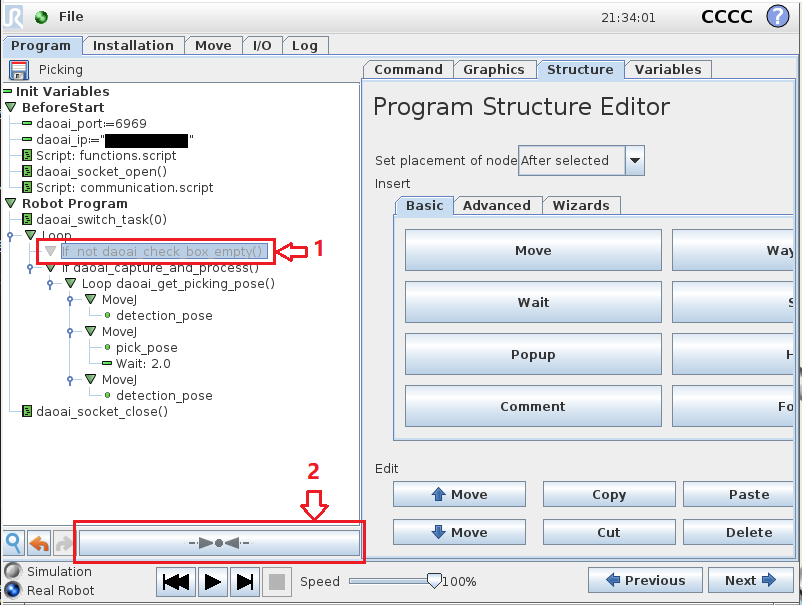 File
21:34:01
CCCC
?
Program
Installation
Move
I/O
Log
Picking
Command
Graphics
Structure
Variables
Init Variables
BeforeStart
daoai_port:=6969
daoai_ip:=" "
Script: functions.script
daoai_socket_open()
Script: communication.script
Robot Program
daoai_switch_task(0)
Loop
If not daoai_check_box_empty()
1
If daoai_capture_and_process()
Loop daoai_get_picking_pose()
MoveJ
detection_pose
MoveJ
pick_pose
Wait: 2.0
MoveJ
detection_pose
daoai_socket_close()
2
Program Structure Editor
Set placement of node
After selected
Insert
Basic
Advanced
Wizards
Move
Way
Wait
S
Popup
H
Comment
Fo
Edit
Move
Copy
Paste
Move
Cut
Delete
Simulation
Real Robot
Speed
100%
Previous
Next